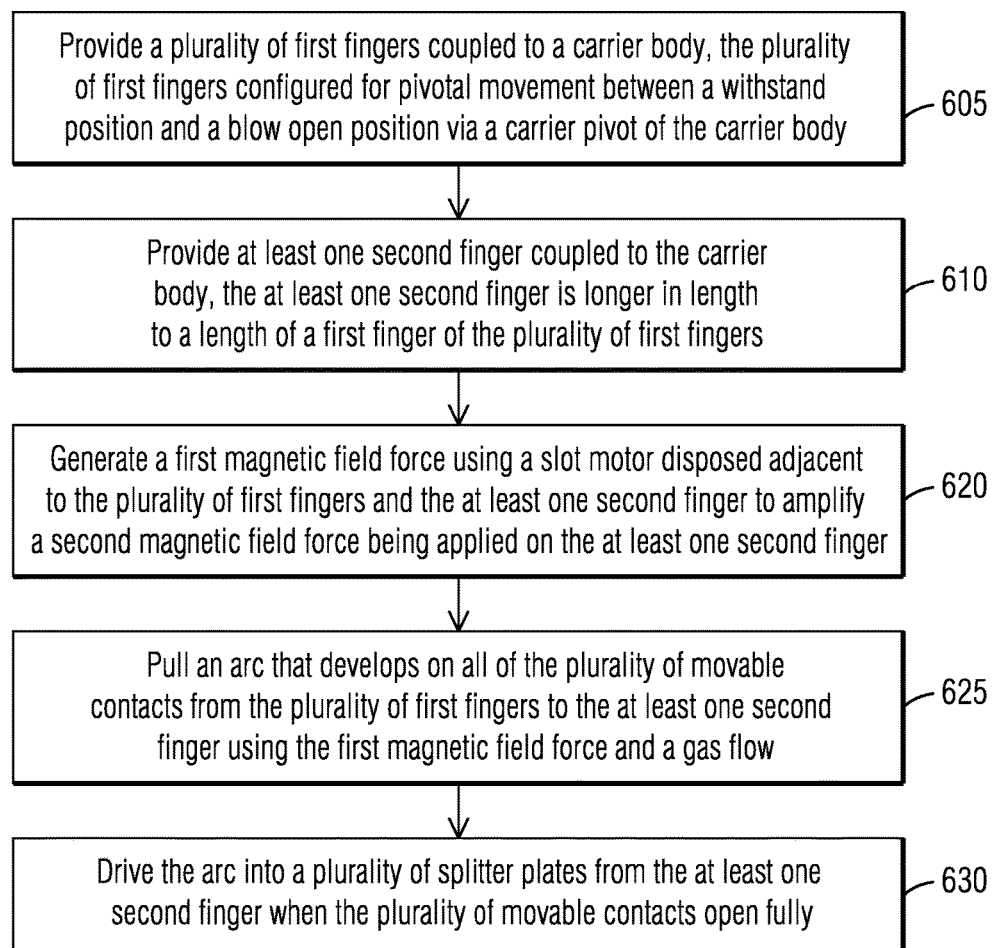 Provide a plurality of first fingers coupled to a carrier body, the plurality
of first fingers configured for pivotal movement between a withstand
position and a blow open position via a carrier pivot of the carrier body
605
Provide at least one second finger coupled to the carrier
body, the at least one second finger is longer in length
to a length of a first finger of the plurality of first fingers
610
Generate a first magnetic field force using a slot motor disposed adjacent
to the plurality of first fingers and the at least one second finger to amplify
a second magnetic field force being applied on the at least one second finger
620
Pull an arc that develops on all of the plurality of movable
contacts from the plurality of first fingers to the at least one second
finger using the first magnetic field force and a gas flow
625
Drive the arc into a plurality of splitter plates from the at least one
second finger when the plurality of movable contacts open fully
630